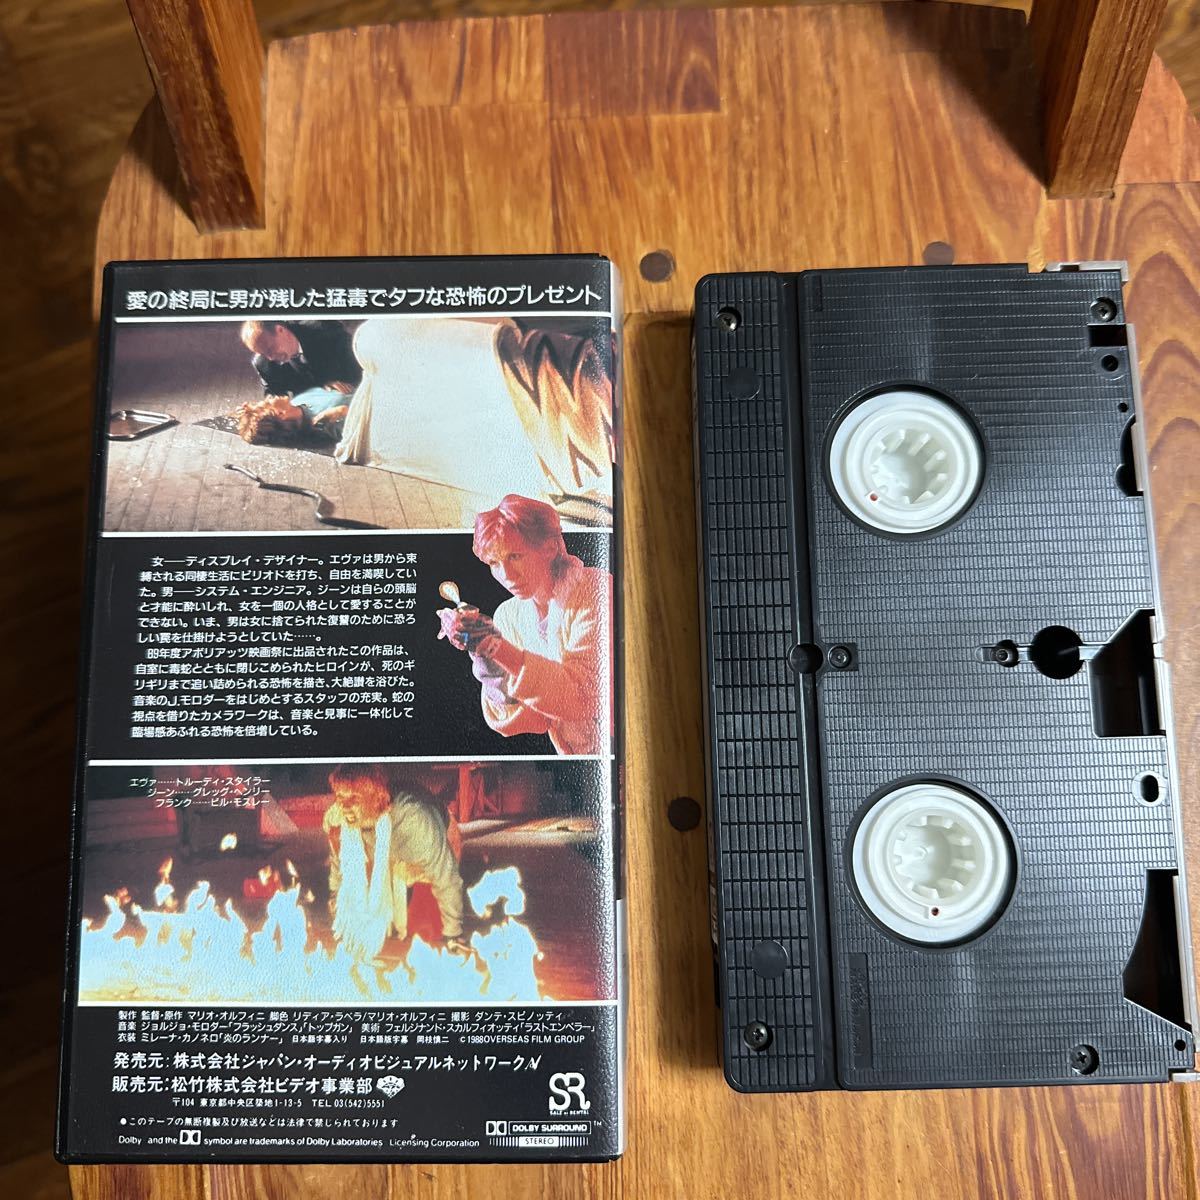 愛の終局に男が残した猛毒でタフな恐怖のプレゼント
女──ディスプレイ・デザイナー。エヴァは男から束
縛される同棲生活にピリオドを打ち、自由を満喫してい
た。男──システム・エンジニア。ジーンは自らの頭脳
と才能に酔いしれ、女を一個の人格として愛することが
できない。いま、男は女に捨てられた復讐のために恐ろ
しい罠を仕掛けようとしていた……。
89年度アボリアッツ映画祭に出品されたこの作品は、
自室に毒蛇とともに閉じこめられたヒロインが、死のギ
リギリまで追い詰められる恐怖を描き、大絶讃を浴びた。
音楽のJ.モロダーをはじめとするスタッフの充実。蛇の
視点を借りたカメラワークは、音楽と見事に一体化して
臨場感あふれる恐怖を倍増している。
エヴァ……トルーディ・スタイラー
ジーン……グレッグ・ヘンリー
フランク……ビル・モズレー
製作 監督・原作 マリオ・オルフィニ 脚色 リディア・ラベラ/マリオ・オルフィニ 撮影 ダンテ・スピノッティ
音楽 ジョルジョ・モロダー「フラッシュダンス」「トップガン」 美術 フェルジナンド・スカルフィオッティ「ラストエンペラー」
衣装 ミレーナ・カノネロ「炎のランナー」 日本語字幕入り 日本語版字幕 岡枝慎二 ©1988OVERSEAS FILM GROUP
発売元:株式会社ジャパン・オーディオビジュアルネットワーク
販売元:松竹株式会社ビデオ事業部
〒104 東京都中央区築地1-13-5 TEL 03(542)5551
SR
SALE or RENTAL
●このテープの無断複製及び放送などは法律で禁じられております
DOLBY SURROUND TM
STEREO
Dolby and the DD symbol are trademarks of Dolby Laboratories Licensing Corporation